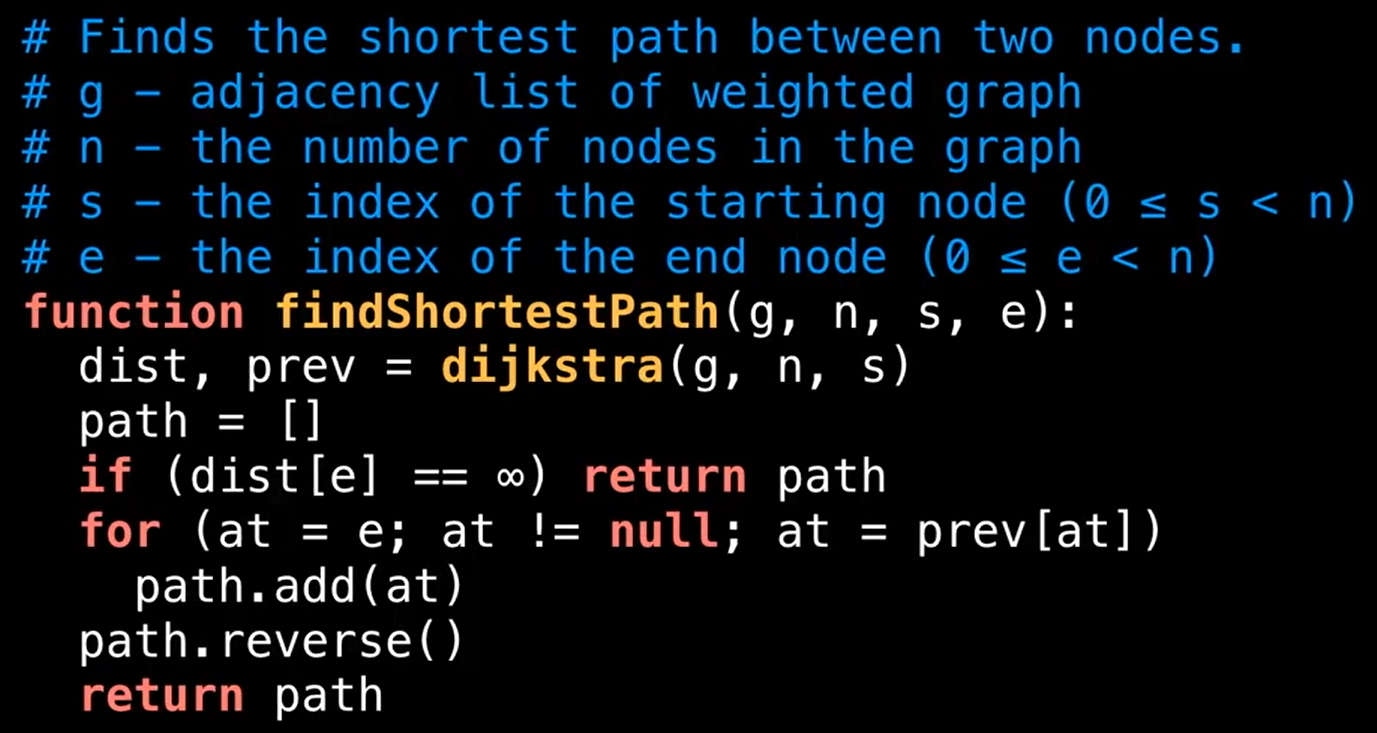 # Finds the shortest path between two nodes.
# g – adjacency list of weighted graph
# n – the number of nodes in the graph
# s – the index of the starting node (0 ≤ s < n)
# e – the index of the end node (0 ≤ e < n)
function findShortestPath(g, n, s, e):
  dist, prev = dijkstra(g, n, s)
  path = []
  if (dist[e] == ∞) return path
  for (at = e; at != null; at = prev[at])
    path.add(at)
  path.reverse()
  return path